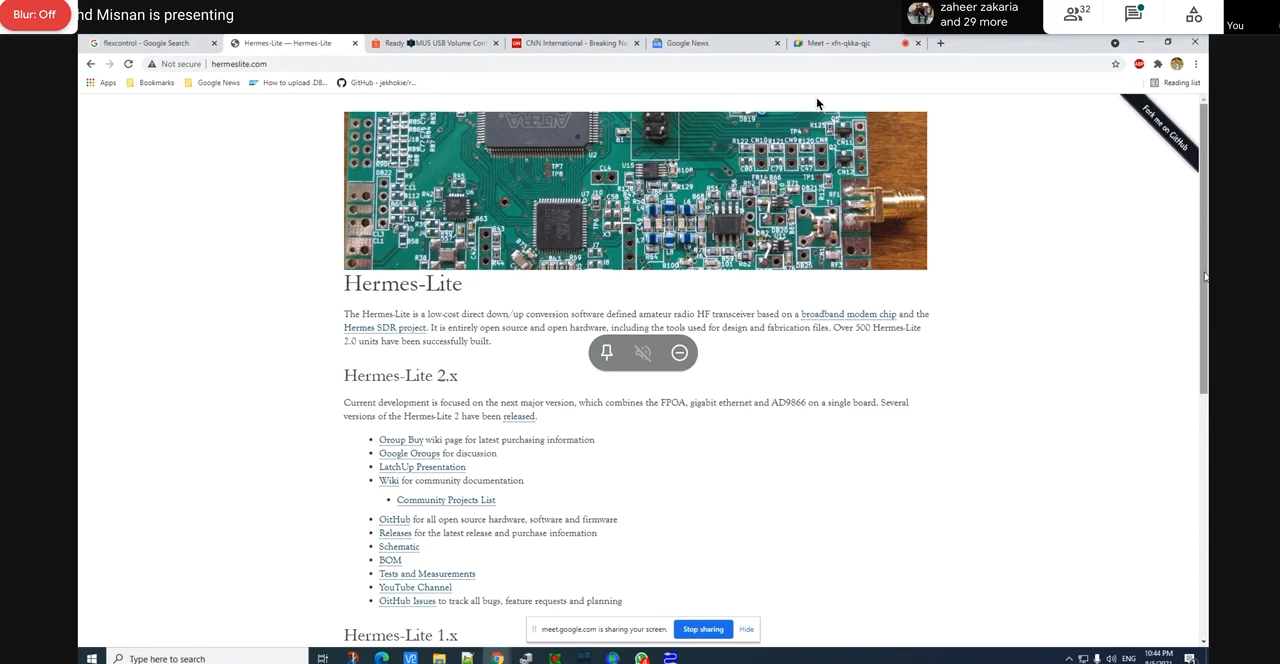 Blur: Off
nd Misnan is presenting
zaheer zakaria
and 29 more
32
You
flexcontrol - Google Search
Hermes-Lite — Hermes-Lite
CNN International - Breaking Ne
Google News
Meet – xfn-qkka-qjc
Not secure
hermeslite.com
Apps
Bookmarks
Google News
How to upload .DB...
GitHub - jekhokie/r...
Reading list
Fork me on GitHub
ALTERA
Hermes-Lite
The Hermes-Lite is a low-cost direct down/up conversion software defined amateur radio HF transceiver based on a broadband modem chip and the
Hermes SDR project. It is entirely open source and open hardware, including the tools used for design and fabrication files. Over 500 Hermes-Lite
2.0 units have been successfully built.
Hermes-Lite 2.x
Current development is focused on the next major version, which combines the FPGA, gigabit ethernet and AD9866 on a single board. Several
versions of the Hermes-Lite 2 have been released.
Group Buy wiki page for latest purchasing information
Google Groups for discussion
LatchUp Presentation
Wiki for community documentation
Community Projects List
GitHub for all open source hardware, software and firmware
Releases for the latest release and purchase information
Schematic
BOM
Tests and Measurements
YouTube Channel
GitHub Issues to track all bugs, feature requests and planning
meet.google.com is sharing your screen.
Stop sharing
Hide
Hermes-Lite 1.x
Type here to search
ENG
10:44 PM